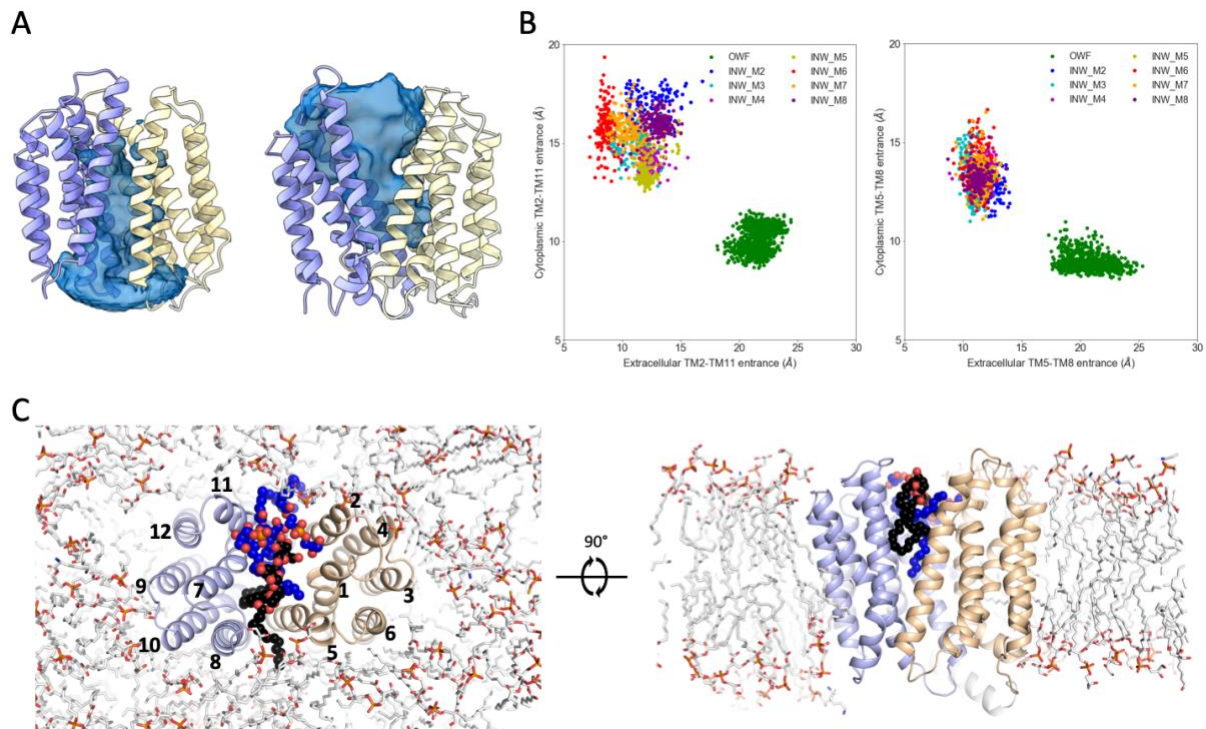 A
B
20
15
10
5
Cytoplasmic TM2-TM11 entrance (Å)
5 10 15 20 25 30
Extracellular TM2-TM11 entrance (Å)
OWF INW_M5
INW_M2 INW_M6
INW_M3 INW_M7
INW_M4 INW_M8
20
15
10
5
Cytoplasmic TM5-TM8 entrance (Å)
5 10 15 20 25 30
Extracellular TM5-TM8 entrance (Å)
OWF INW_M5
INW_M2 INW_M6
INW_M3 INW_M7
INW_M4 INW_M8
C
11
2
12
4
9
7
1
3
10
6
8
5
90°